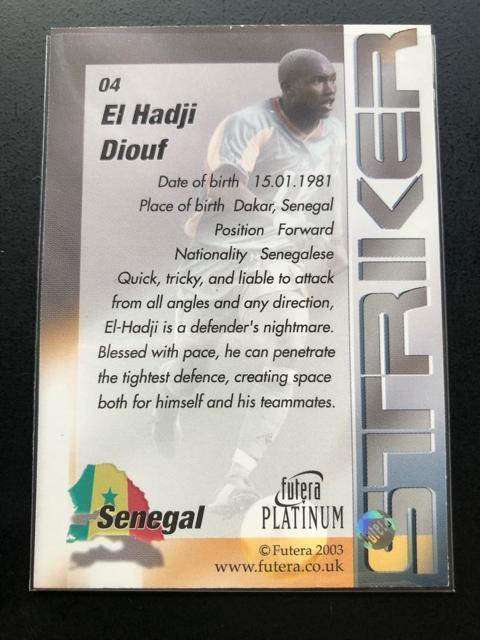 04
El Hadji
Diouf
Date of birth 15.01.1981
Place of birth Dakar, Senegal
Position Forward
Nationality Senegalese
Quick, tricky, and liable to attack
from all angles and any direction,
El-Hadji is a defender's nightmare.
Blessed with pace, he can penetrate
the tightest defence, creating space
both for himself and his teammates.
Senegal
futera
PLATINUM
© Futera 2003
www.futera.co.uk
STRIKER
futera